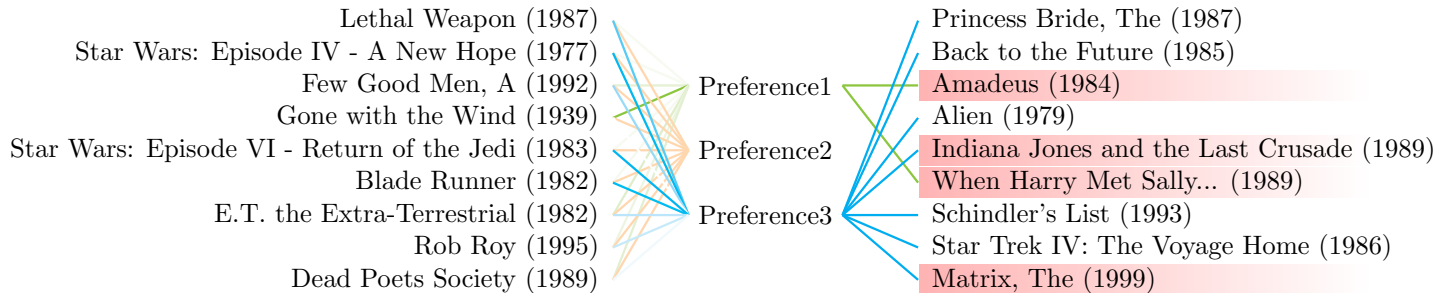 Lethal Weapon (1987)
Star Wars: Episode IV - A New Hope (1977)
Few Good Men, A (1992)
Gone with the Wind (1939)
Star Wars: Episode VI - Return of the Jedi (1983)
Blade Runner (1982)
E.T. the Extra-Terrestrial (1982)
Rob Roy (1995)
Dead Poets Society (1989)
Preference1
Preference2
Preference3
Princess Bride, The (1987)
Back to the Future (1985)
Amadeus (1984)
Alien (1979)
Indiana Jones and the Last Crusade (1989)
When Harry Met Sally... (1989)
Schindler's List (1993)
Star Trek IV: The Voyage Home (1986)
Matrix, The (1999)